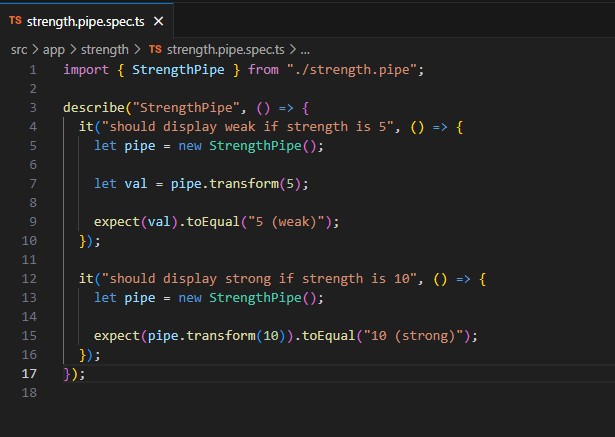 TS strength.pipe.spec.ts ×
src > app > strength > TS strength.pipe.spec.ts > ...
1 import { StrengthPipe } from "./strength.pipe";
2
3 describe("StrengthPipe", () => {
4 it("should display weak if strength is 5", () => {
5 let pipe = new StrengthPipe();
6
7 let val = pipe.transform(5);
8
9 expect(val).toEqual("5 (weak)");
10 });
11
12 it("should display strong if strength is 10", () => {
13 let pipe = new StrengthPipe();
14
15 expect(pipe.transform(10)).toEqual("10 (strong)");
16 });
17 });
18